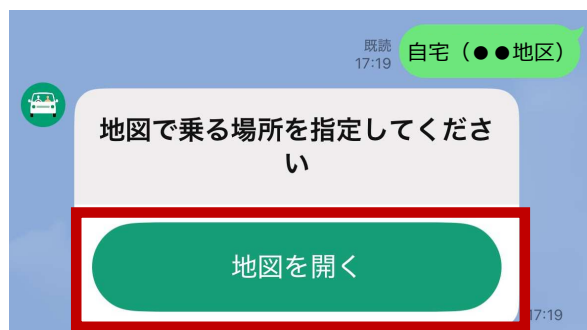 既読
17:19
自宅（●●地区）
地図で乗る場所を指定してくださ
い
地図を開く
17:19